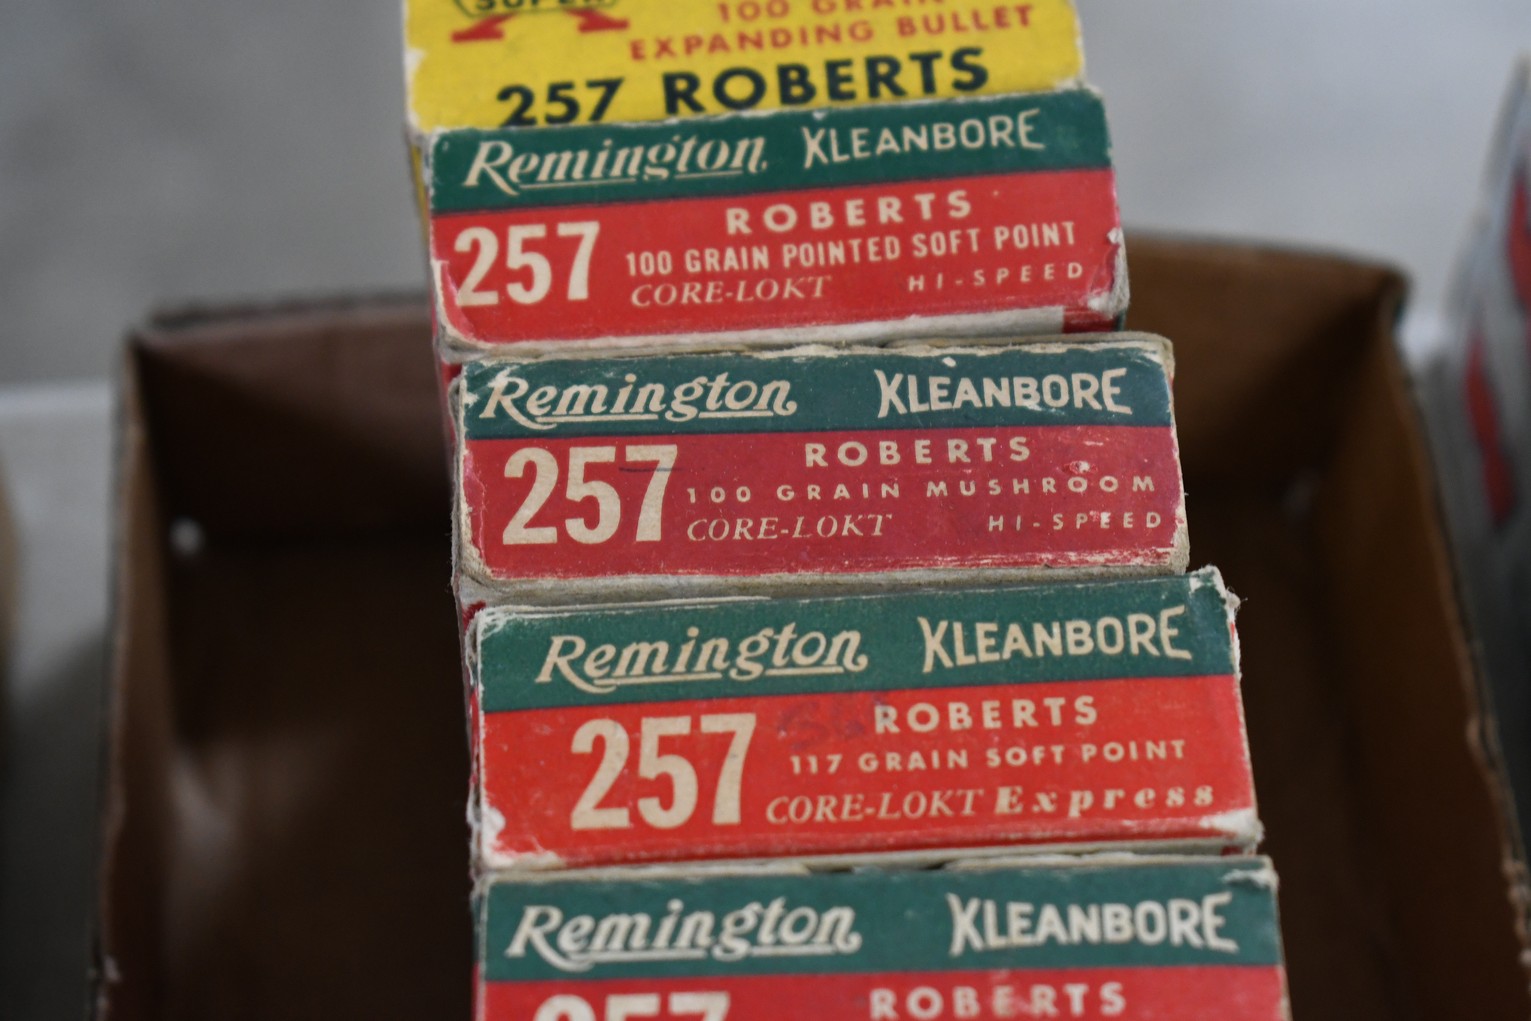 SUPER
100 GRAIN
EXPANDING BULLET
257 ROBERTS
Remington KLEANBORE
257 ROBERTS
100 GRAIN POINTED SOFT POINT
CORE-LOKT HI-SPEED
Remington KLEANBORE
257 ROBERTS
100 GRAIN MUSHROOM
CORE-LOKT HI-SPEED
Remington KLEANBORE
257 ROBERTS
117 GRAIN SOFT POINT
CORE-LOKT Express
Remington KLEANBORE
257 ROBERTS